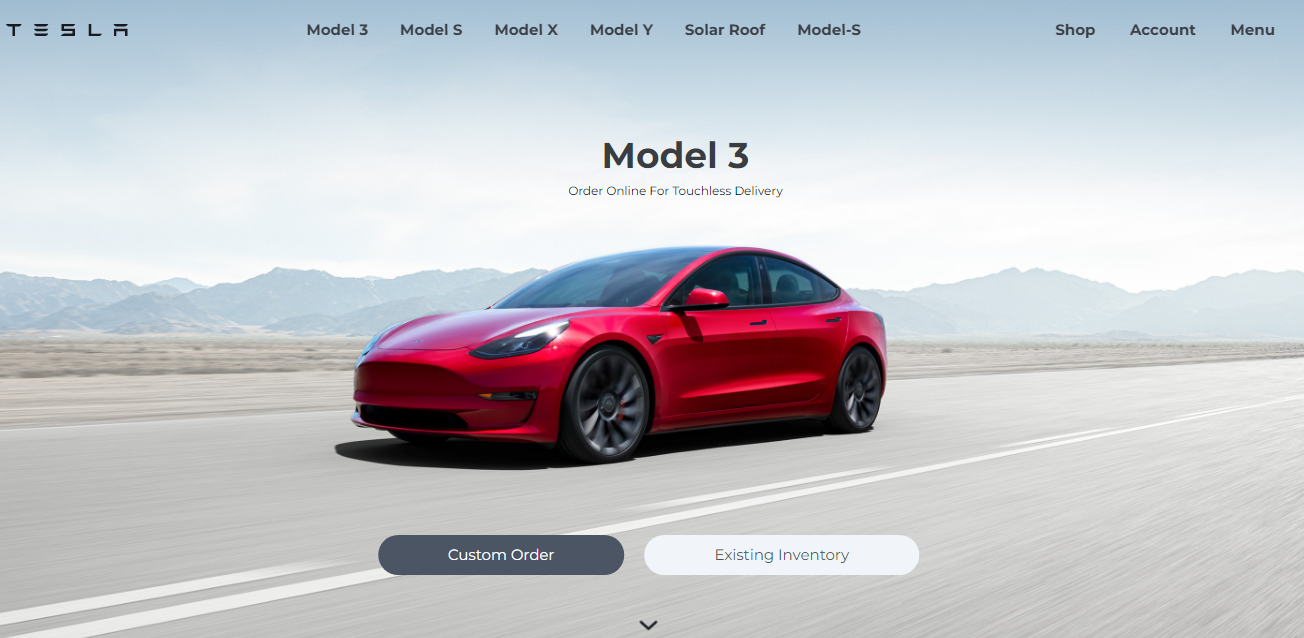 TESLA
Model 3 Model S Model X Model Y Solar Roof Model-S
Shop Account Menu
Model 3
Order Online For Touchless Delivery
Custom Order
Existing Inventory